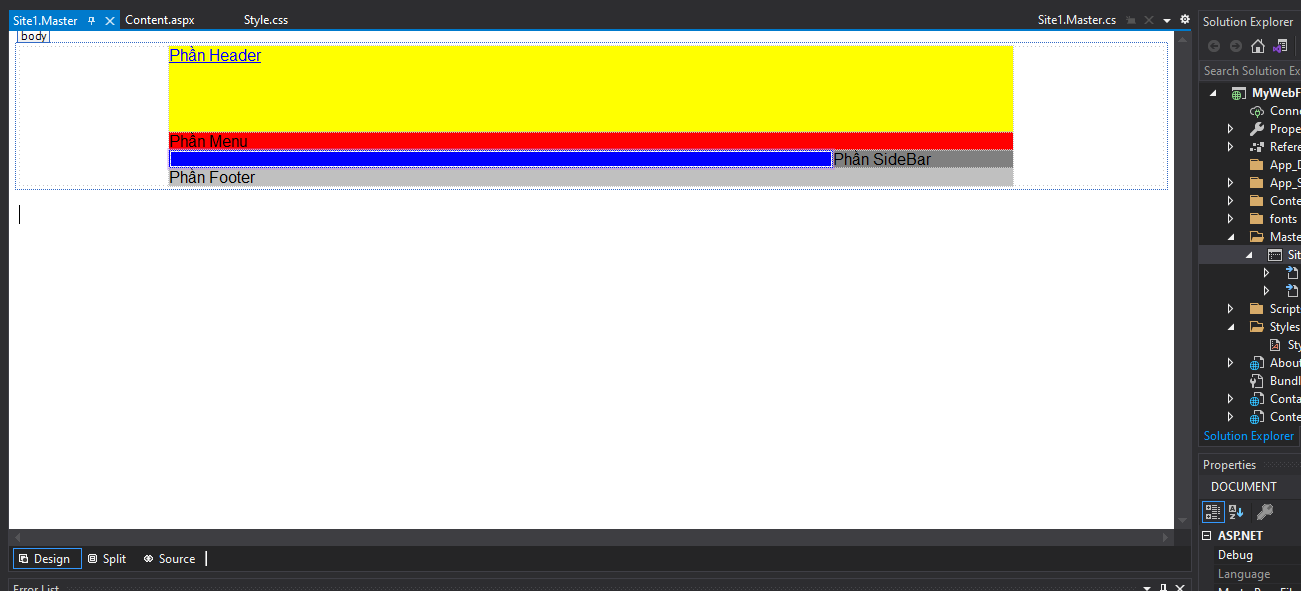 Site1.Master Content.aspx Style.css Site1.Master.cs
body
Phần Header
Phần Menu
Phần SideBar
Phần Footer
Design Split Source
Error List
Solution Explorer
Search Solution Ex
MyWebF
Conne
Prope
Refere
App_D
App_S
Conte
fonts
Maste
Sit
Script
Styles
Sty
About
Bundl
Conta
Conte
Solution Explorer
Properties
DOCUMENT
ASP.NET
Debug
Language